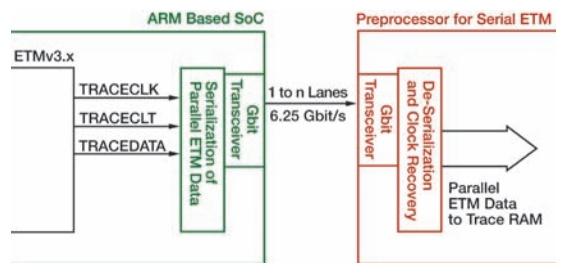 ARM Based SoC
Preprocessor for Serial ETM
ETMv3.x
TRACECLK
TRACECLT
TRACEDATA
Serialization of
Parallel ETM Data
Gbit
Transceiver
1 to n Lanes
6.25 Gbit/s
Gbit
Transceiver
De-Serialization
and Clock Recovery
Parallel
ETM Data
to Trace RAM